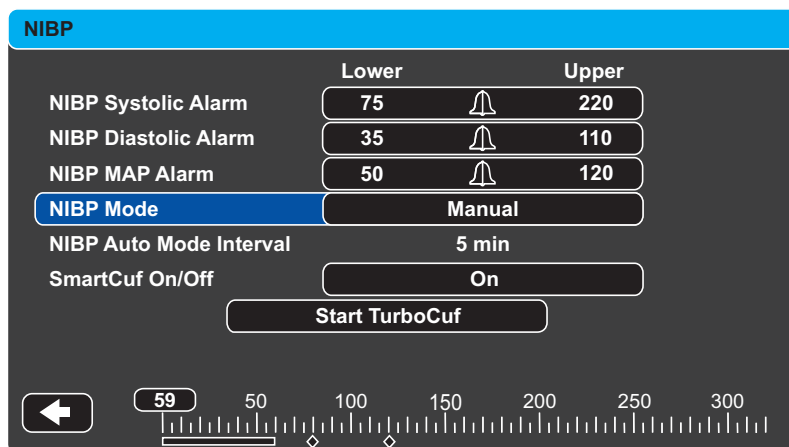 NIBP
Lower Upper
NIBP Systolic Alarm 75 220
NIBP Diastolic Alarm 35 110
NIBP MAP Alarm 50 120
NIBP Mode Manual
NIBP Auto Mode Interval 5 min
SmartCuf On/Off On
Start TurboCuf
59 50 100 150 200 250 300